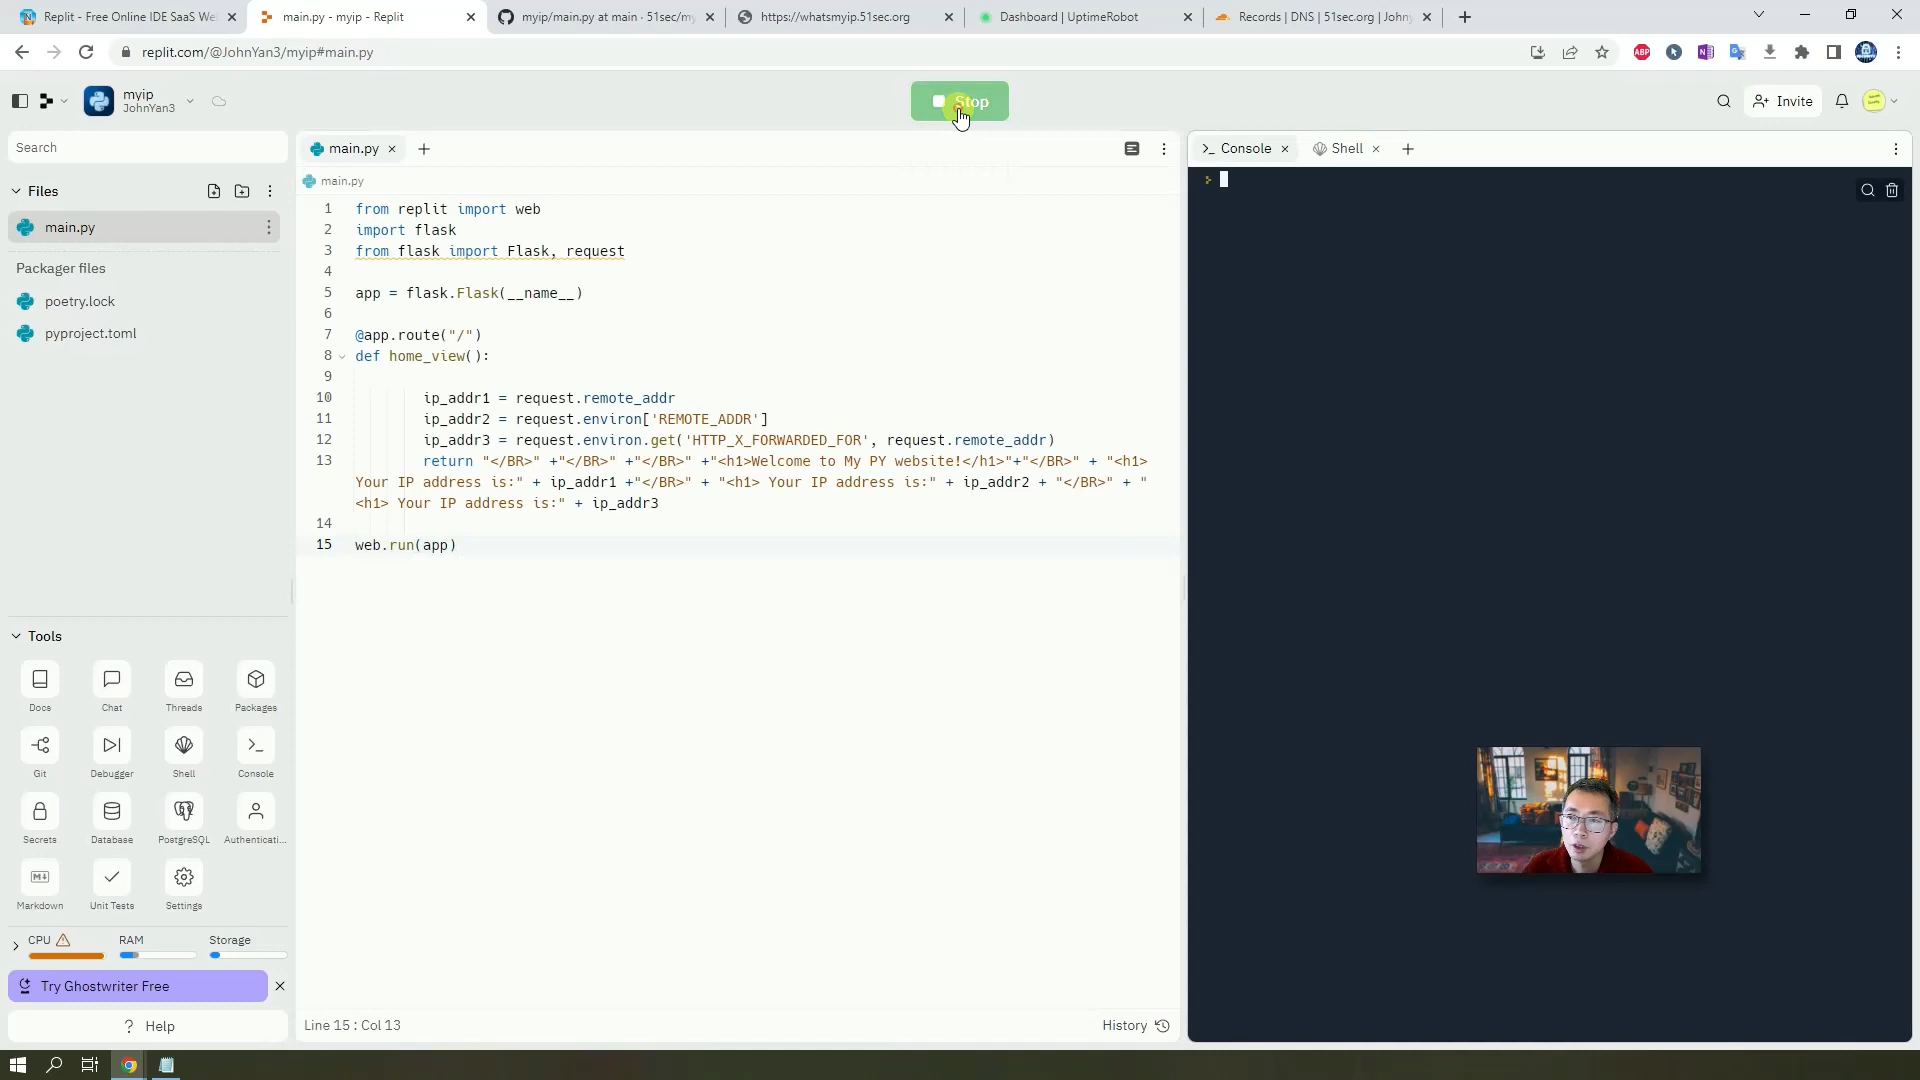 Replit - Free Online IDE SaaS We
main.py - myip - Replit
myip/main.py at main · 51sec/my
https://whatsmyip.51sec.org
Dashboard | UptimeRobot
Records | DNS | 51sec.org | John
replit.com/@JohnYan3/myip#main.py
ABP
myip
JohnYan3
Stop
Invite
Search
main.py
Console
Shell
main.py
Files
main.py
Packager files
poetry.lock
pyproject.toml
1 from replit import web
2 import flask
3 from flask import Flask, request
4
5 app = flask.Flask(__name__)
6
7 @app.route("/")
8 def home_view():
9
10 ip_addr1 = request.remote_addr
11 ip_addr2 = request.environ['REMOTE_ADDR']
12 ip_addr3 = request.environ.get('HTTP_X_FORWARDED_FOR', request.remote_addr)
13 return "</BR>" +"</BR>" +"</BR>" +"<h1>Welcome to My PY website!</h1>"+"</BR>" + "<h1>
Your IP address is:" + ip_addr1 +"</BR>" + "<h1> Your IP address is:" + ip_addr2 + "</BR>" + "
<h1> Your IP address is:" + ip_addr3
14
15 web.run(app)
Tools
Docs
Chat
Threads
Packages
Git
Debugger
Shell
Console
Secrets
Database
PostgreSQL
Authenticati...
Markdown
Unit Tests
Settings
CPU
RAM
Storage
Try Ghostwriter Free
? Help
Line 15 : Col 13
History